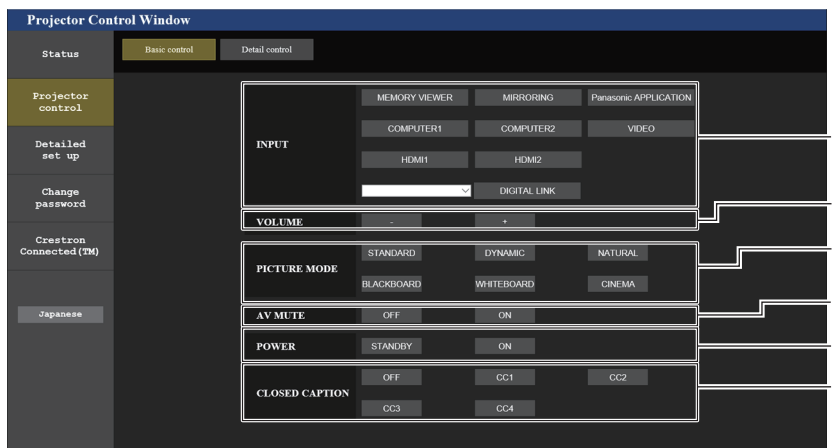 Projector Control Window
Status
Basic control
Detail control
Projector
control
Detailed
set up
Change
password
Crestron
Connected(TM)
Japanese
INPUT
MEMORY VIEWER
MIRRORING
Panasonic APPLICATION
COMPUTER1
COMPUTER2
VIDEO
HDMI1
HDMI2
DIGITAL LINK
VOLUME
-
+
PICTURE MODE
STANDARD
DYNAMIC
NATURAL
BLACKBOARD
WHITEBOARD
CINEMA
AV MUTE
OFF
ON
POWER
STANDBY
ON
CLOSED CAPTION
OFF
CC1
CC2
CC3
CC4